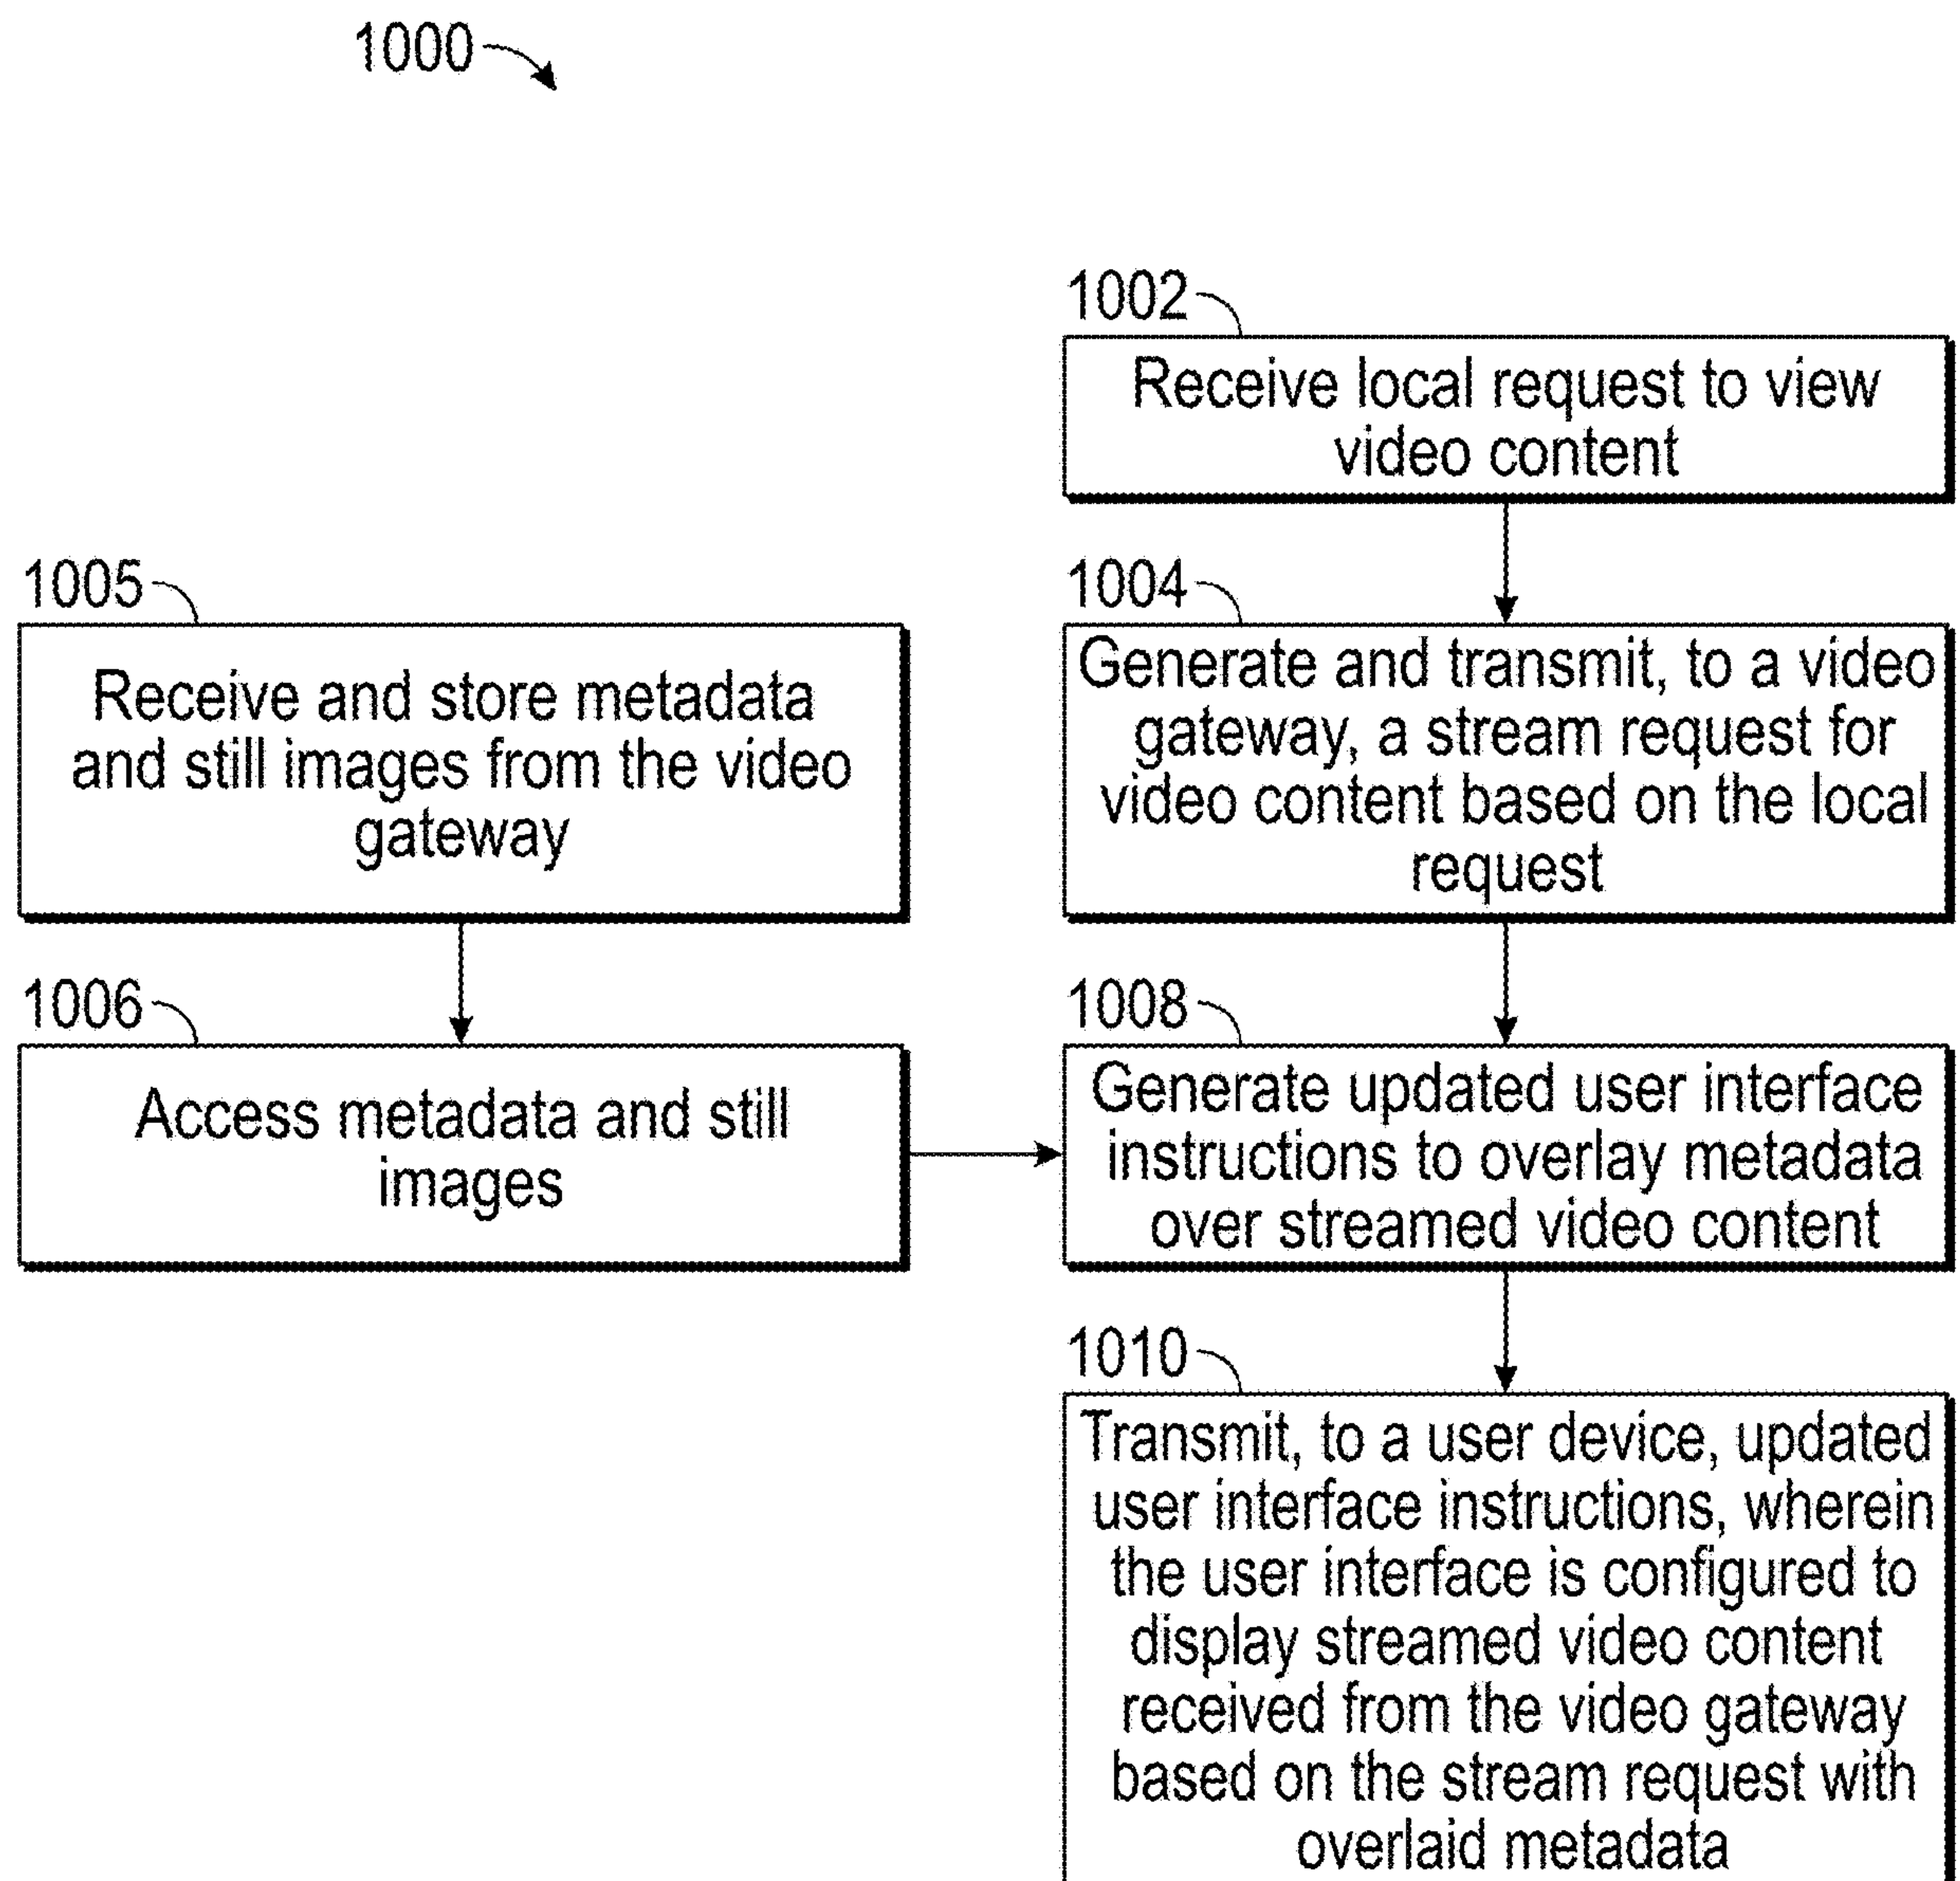 1000
1002
Receive local request to view
video content
1005
Receive and store metadata
and still images from the video
gateway
1004
Generate and transmit, to a video
gateway, a stream request for
video content based on the local
request
1006
Access metadata and still
images
1008
Generate updated user interface
instructions to overlay metadata
over streamed video content
1010
Transmit, to a user device, updated
user interface instructions, wherein
the user interface is configured to
display streamed video content
received from the video gateway
based on the stream request with
overlaid metadata